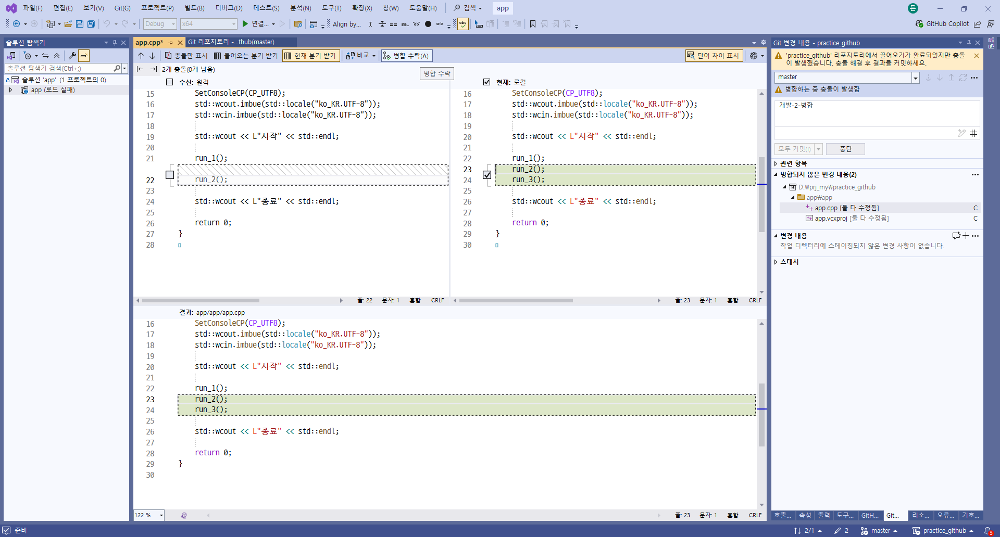 파일(F) 편집(E) 보기(V) Git(G) 프로젝트(P) 빌드(B) 디버그(D) 테스트(S) 분석(N) 도구(T) 확장(X) 창(W) 도움말(H) 검색 app
Debug x64 연결... Align by... GitHub Copilot
솔루션 탐색기
솔루션 탐색기 검색(Ctrl+;)
솔루션 'app' (1 프로젝트의 0)
app (로드 실패)
app.cpp* Git 리포지토리 -...thub(master)
충돌만 표시 들어오는 분기 받기 현재 분기 받기 비교 병합 수락(A) 단어 차이 표시
2개 충돌(0개 남음)
병합 수락
수신: 원격
15 SetConsoleCP(CP_UTF8);
16 std::wcout.imbue(std::locale("ko_KR.UTF-8"));
17 std::wcin.imbue(std::locale("ko_KR.UTF-8"));
18
19 std::wcout << L"시작" << std::endl;
20
21 run_1();
22 run_2();
23
24 std::wcout << L"종료" << std::endl;
25
26 return 0;
27 }
28
줄: 22 문자: 1 혼합 CRLF
현재: 로컬
16 SetConsoleCP(CP_UTF8);
17 std::wcout.imbue(std::locale("ko_KR.UTF-8"));
18 std::wcin.imbue(std::locale("ko_KR.UTF-8"));
19
20 std::wcout << L"시작" << std::endl;
21
22 run_1();
23 run_2();
24 run_3();
25
26 std::wcout << L"종료" << std::endl;
27
28 return 0;
29 }
30
줄: 23 문자: 1 혼합 CRLF
결과: app/app/app.cpp
16 SetConsoleCP(CP_UTF8);
17 std::wcout.imbue(std::locale("ko_KR.UTF-8"));
18 std::wcin.imbue(std::locale("ko_KR.UTF-8"));
19
20 std::wcout << L"시작" << std::endl;
21
22 run_1();
23 run_2();
24 run_3();
25
26 std::wcout << L"종료" << std::endl;
27
28 return 0;
29 }
30
122 % 줄: 23 문자: 1 혼합 CRLF
Git 변경 내용 - practice_github
'practice_github' 리포지토리에서 끌어오기가 완료되었지만 충돌
이 발생했습니다. 충돌 해결 후 결과를 커밋하세요.
master
병합하는 중 충돌이 발생함
개발-2-병합
모두 커밋(I) 중단
관련 항목
병합되지 않은 변경 내용(2)
D:₩prj_my₩practice_github
app₩app
app.cpp [둘 다 수정됨] C
app.vcxproj [둘 다 수정됨] C
변경 내용
작업 디렉터리에 스테이징되지 않은 변경 사항이 없습니다.
스태시
호출... 속성 출력 도구... GitH... Git... 리소... 오류... 기호...
알림
준비 2/1 2 master practice_github 3